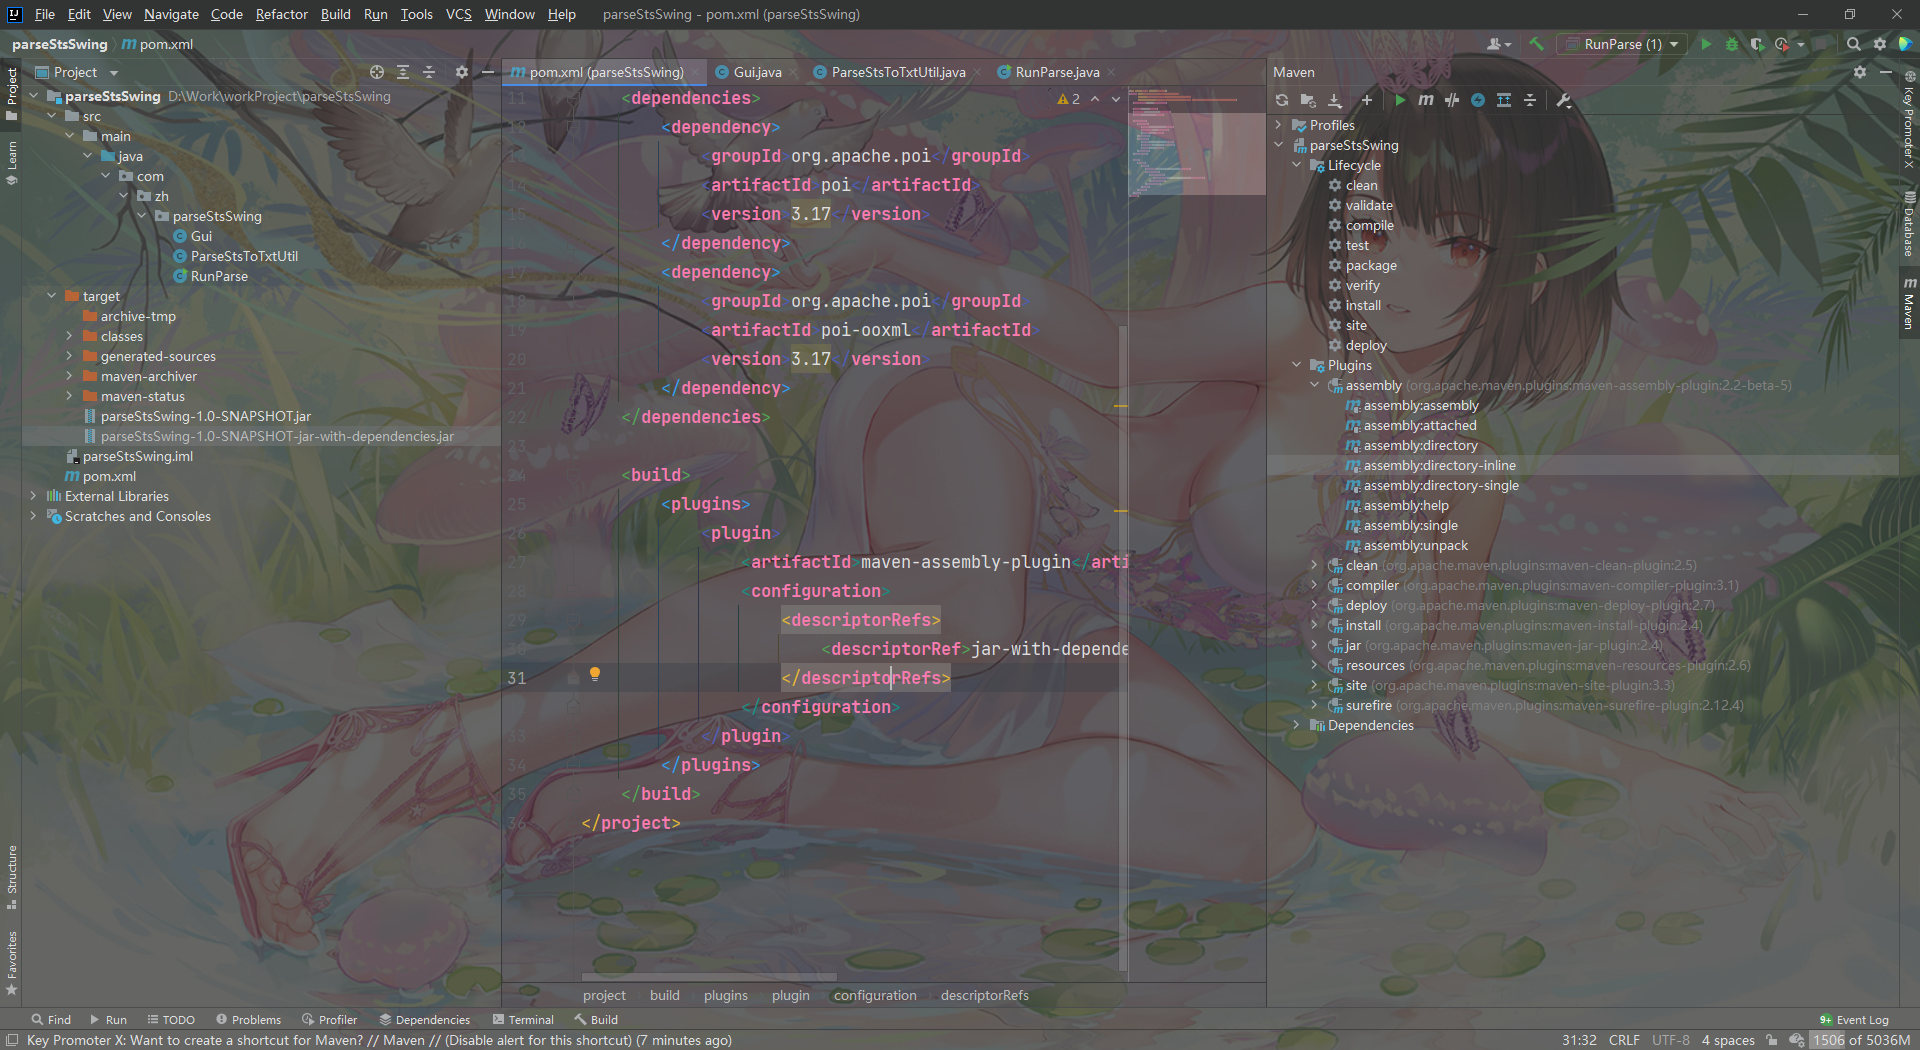 File Edit View Navigate Code Refactor Build Run Tools VCS Window Help parseStsSwing - pom.xml (parseStsSwing)
parseStsSwing pom.xml RunParse (1)
Project
pom.xml (parseStsSwing) Gui.java ParseStsToTxtUtil.java RunParse.java
Maven
Project
Learn
Structure
Favorites
parseStsSwing D:\Work\workProject\parseStsSwing
src
main
java
com
zh
parseStsSwing
Gui
ParseStsToTxtUtil
RunParse
target
archive-tmp
classes
generated-sources
maven-archiver
maven-status
parseStsSwing-1.0-SNAPSHOT.jar
parseStsSwing-1.0-SNAPSHOT-jar-with-dependencies.jar
parseStsSwing.iml
pom.xml
External Libraries
Scratches and Consoles
2
11 <dependencies>
12 <dependency>
13 <groupId>org.apache.poi</groupId>
14 <artifactId>poi</artifactId>
15 <version>3.17</version>
16 </dependency>
17 <dependency>
18 <groupId>org.apache.poi</groupId>
19 <artifactId>poi-ooxml</artifactId>
20 <version>3.17</version>
21 </dependency>
22 </dependencies>
23
24 <build>
25 <plugins>
26 <plugin>
27 <artifactId>maven-assembly-plugin</arti
28 <configuration>
29 <descriptorRefs>
30 <descriptorRef>jar-with-depende
31 </descriptorRefs>
32 </configuration>
33 </plugin>
34 </plugins>
35 </build>
36 </project>
project build plugins plugin configuration descriptorRefs
Profiles
parseStsSwing
Lifecycle
clean
validate
compile
test
package
verify
install
site
deploy
Plugins
assembly (org.apache.maven.plugins:maven-assembly-plugin:2.2-beta-5)
assembly:assembly
assembly:attached
assembly:directory
assembly:directory-inline
assembly:directory-single
assembly:help
assembly:single
assembly:unpack
clean (org.apache.maven.plugins:maven-clean-plugin:2.5)
compiler (org.apache.maven.plugins:maven-compiler-plugin:3.1)
deploy (org.apache.maven.plugins:maven-deploy-plugin:2.7)
install (org.apache.maven.plugins:maven-install-plugin:2.4)
jar (org.apache.maven.plugins:maven-jar-plugin:2.4)
resources (org.apache.maven.plugins:maven-resources-plugin:2.6)
site (org.apache.maven.plugins:maven-site-plugin:3.3)
surefire (org.apache.maven.plugins:maven-surefire-plugin:2.12.4)
Dependencies
Key Promoter X
Database
Maven
Find Run TODO Problems Profiler Dependencies Terminal Build 9+ Event Log
Key Promoter X: Want to create a shortcut for Maven? // Maven // (Disable alert for this shortcut) (7 minutes ago) 31:32 CRLF UTF-8 4 spaces 1506 of 5036M